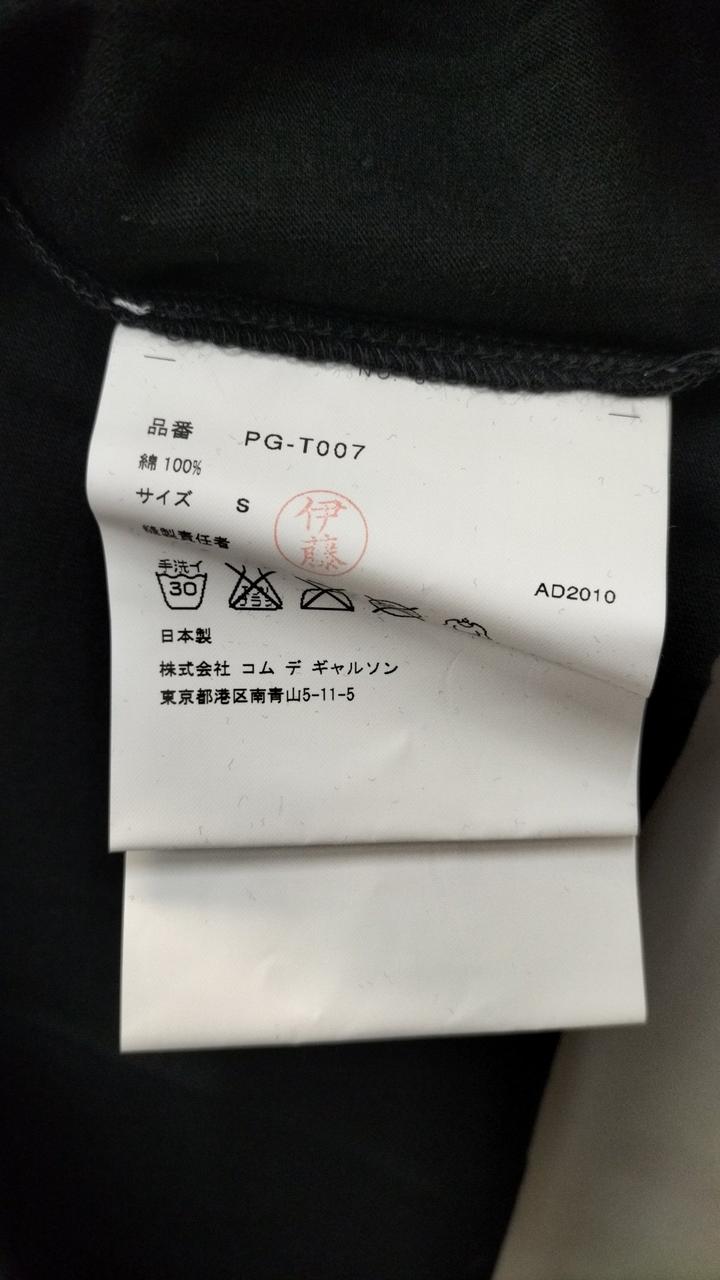 品番 PG-T007
綿 100%
サイズ S
伊藤
縫製責任者
手洗イ
30
AD2010
日本製
株式会社 コム デ ギャルソン
東京都港区南青山5-11-5